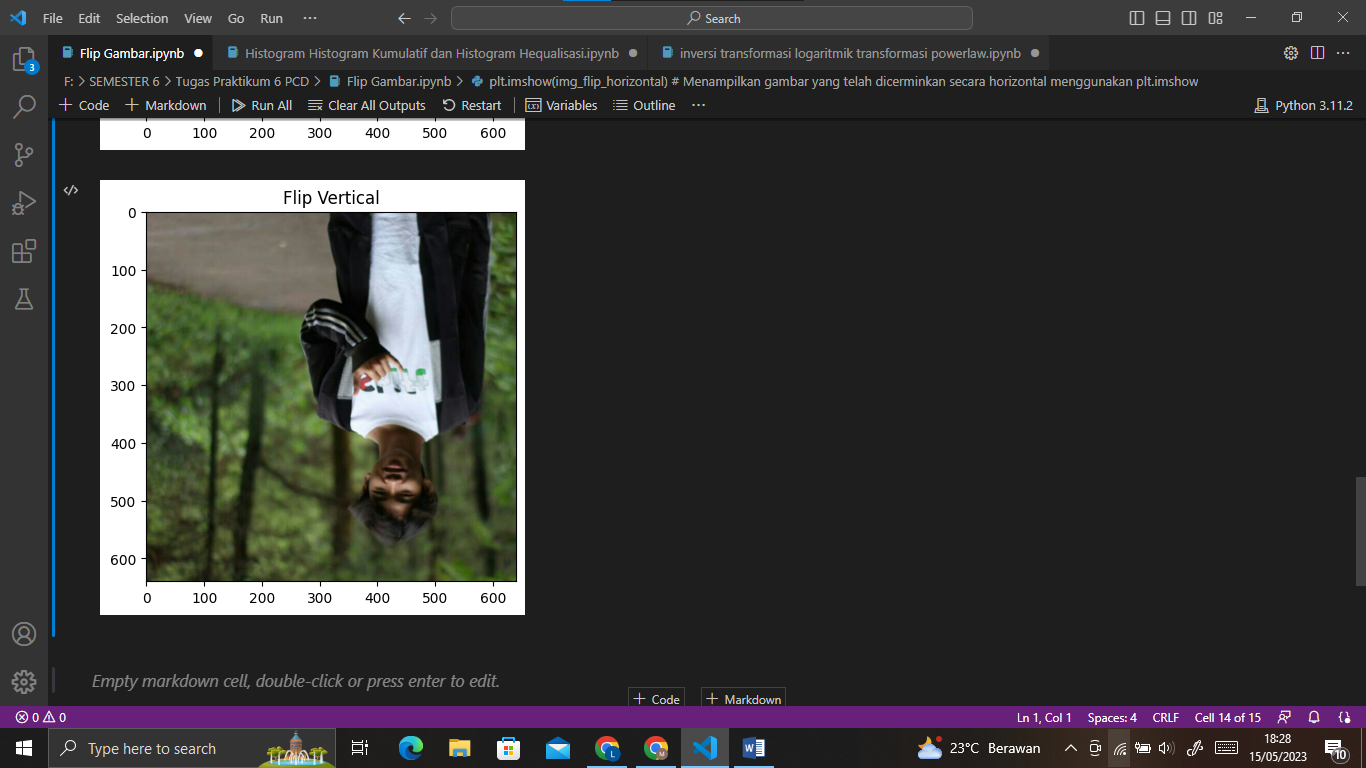 File Edit Selection View Go Run ··· Search
Flip Gambar.ipynb Histogram Histogram Kumulatif dan Histogram Hequalisasi.ipynb inversi transformasi logaritmik transformasi powerlaw.ipynb
F: > SEMESTER 6 > Tugas Praktikum 6 PCD > Flip Gambar.ipynb > plt.imshow(img_flip_horizontal) # Menampilkan gambar yang telah dicerminkan secara horizontal menggunakan plt.imshow
+ Code + Markdown Run All Clear All Outputs Restart Variables Outline ··· Python 3.11.2
3
0 100 200 300 400 500 600
Flip Vertical
0
100
200
300
400
500
600
0 100 200 300 400 500 600
Empty markdown cell, double-click or press enter to edit.
+ Code + Markdown
0 0 Ln 1, Col 1 Spaces: 4 CRLF Cell 14 of 15
Type here to search 23°C Berawan 18:28
15/05/2023 10